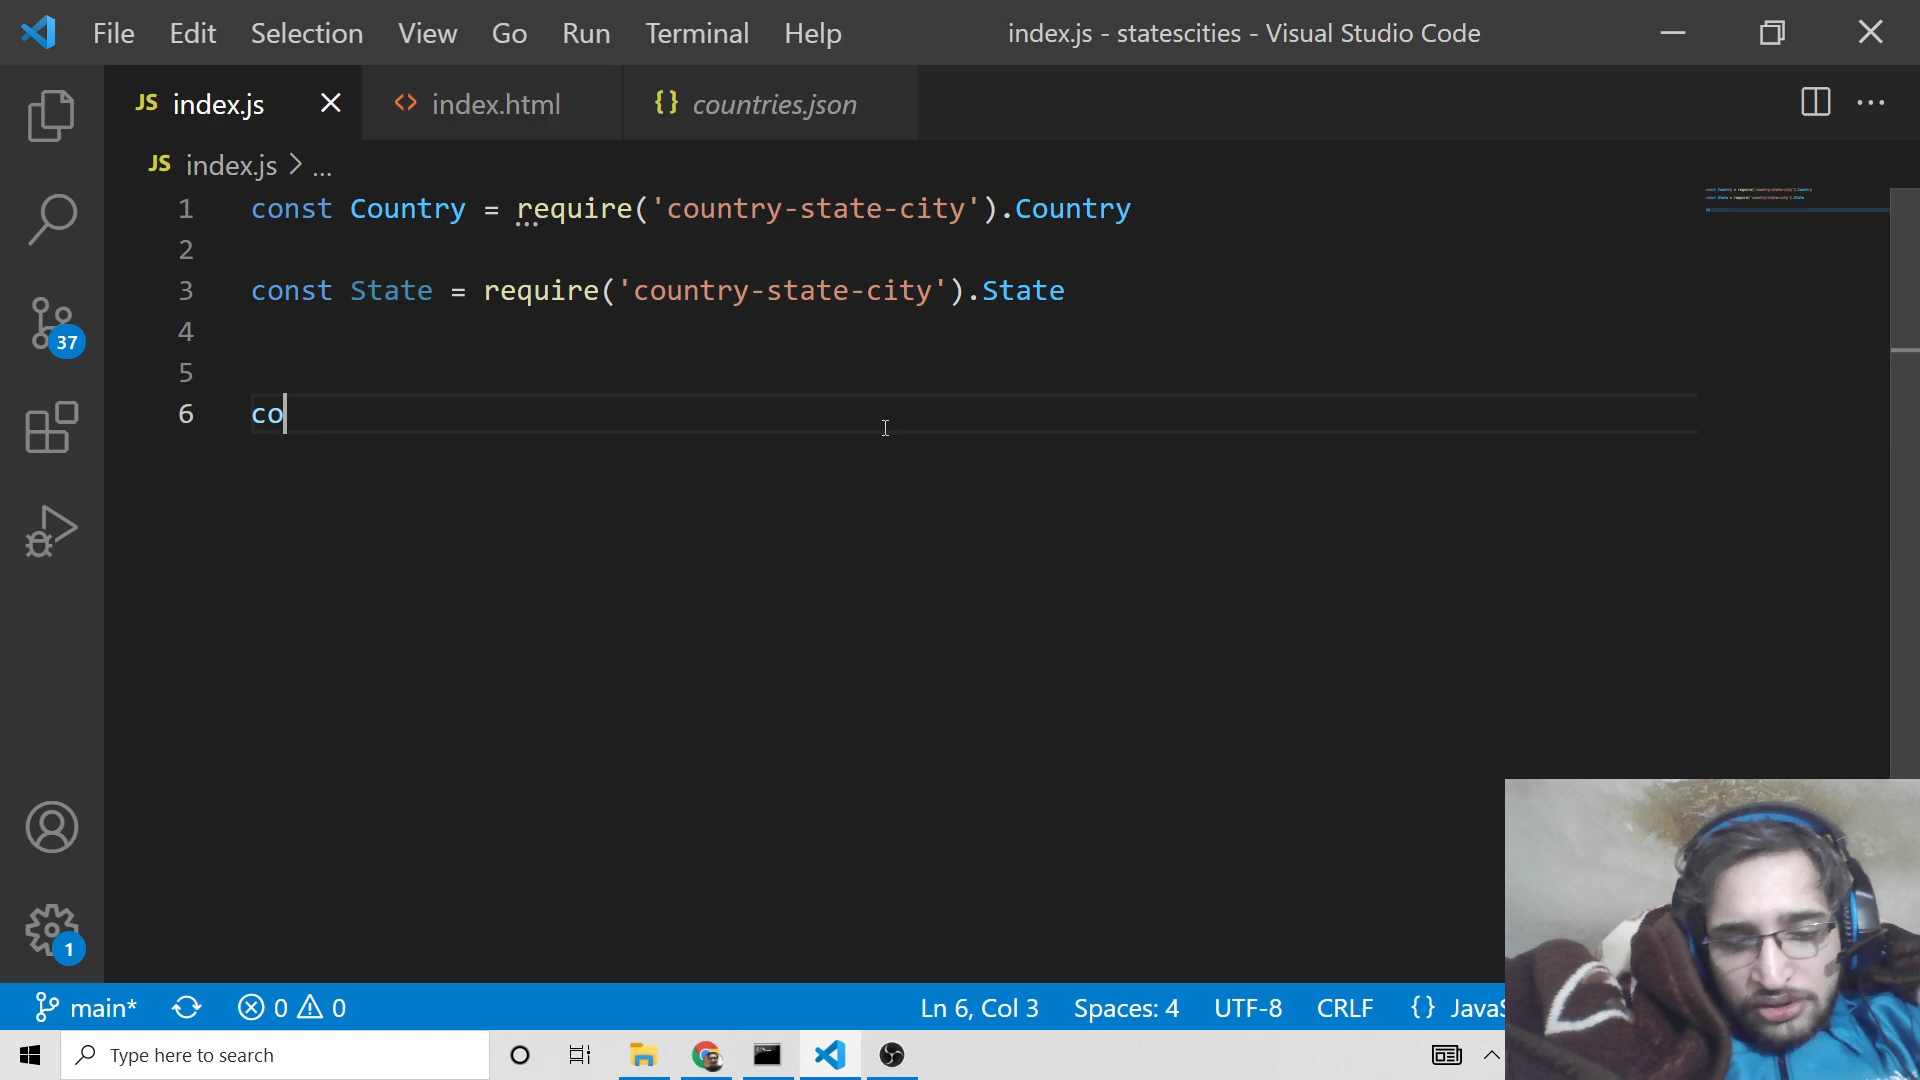 File Edit Selection View Go Run Terminal Help index.js - statescities - Visual Studio Code
JS index.js index.html {} countries.json
JS index.js > ...
1 const Country = require('country-state-city').Country
2
3 const State = require('country-state-city').State
4
5
6 co
37
1
main* 0 0 Ln 6, Col 3 Spaces: 4 UTF-8 CRLF {} JavaS
Type here to search